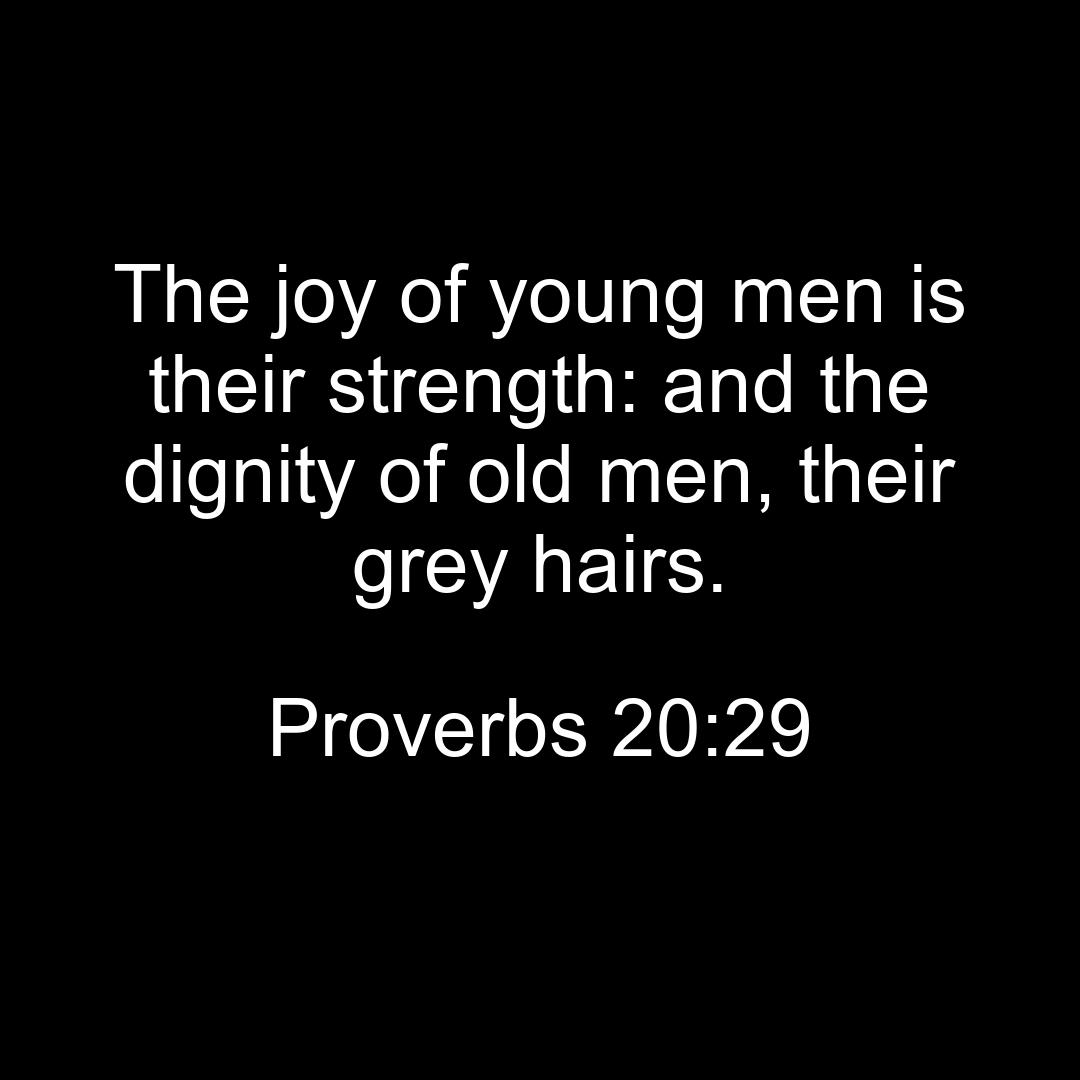 The joy of young men is
their strength: and the
dignity of old men, their
grey hairs.
Proverbs 20:29